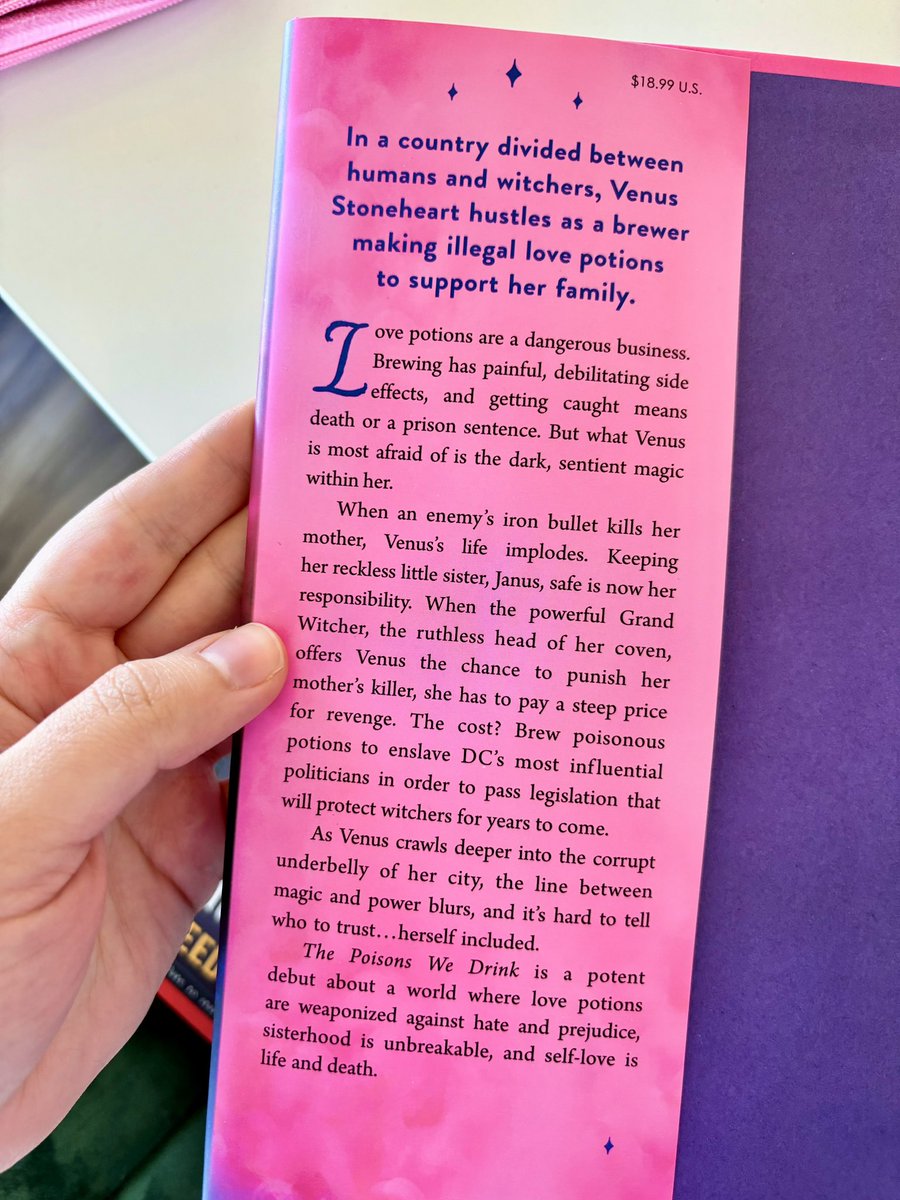 $18.99 U.S.
In a country divided between
humans and witchers, Venus
Stoneheart hustles as a brewer
making illegal love potions
to support her family.
Love potions are a dangerous business.
Brewing has painful, debilitating side
effects, and getting caught means
death or a prison sentence. But what Venus
is most afraid of is the dark, sentient magic
within her.
When an enemy's iron bullet kills her
mother, Venus's life implodes. Keeping
her reckless little sister, Janus, safe is now her
responsibility. When the powerful Grand
Witcher, the ruthless head of her coven,
offers Venus the chance to punish her
mother's killer, she has to pay a steep price
for revenge. The cost? Brew poisonous
potions to enslave DC's most influential
politicians in order to pass legislation that
will protect witchers for years to come.
As Venus crawls deeper into the corrupt
underbelly of her city, the line between
magic and power blurs, and it's hard to tell
who to trust...herself included.
The Poisons We Drink is a potent
debut about a world where love potions
are weaponized against hate and prejudice,
sisterhood is unbreakable, and self-love is
life and death.